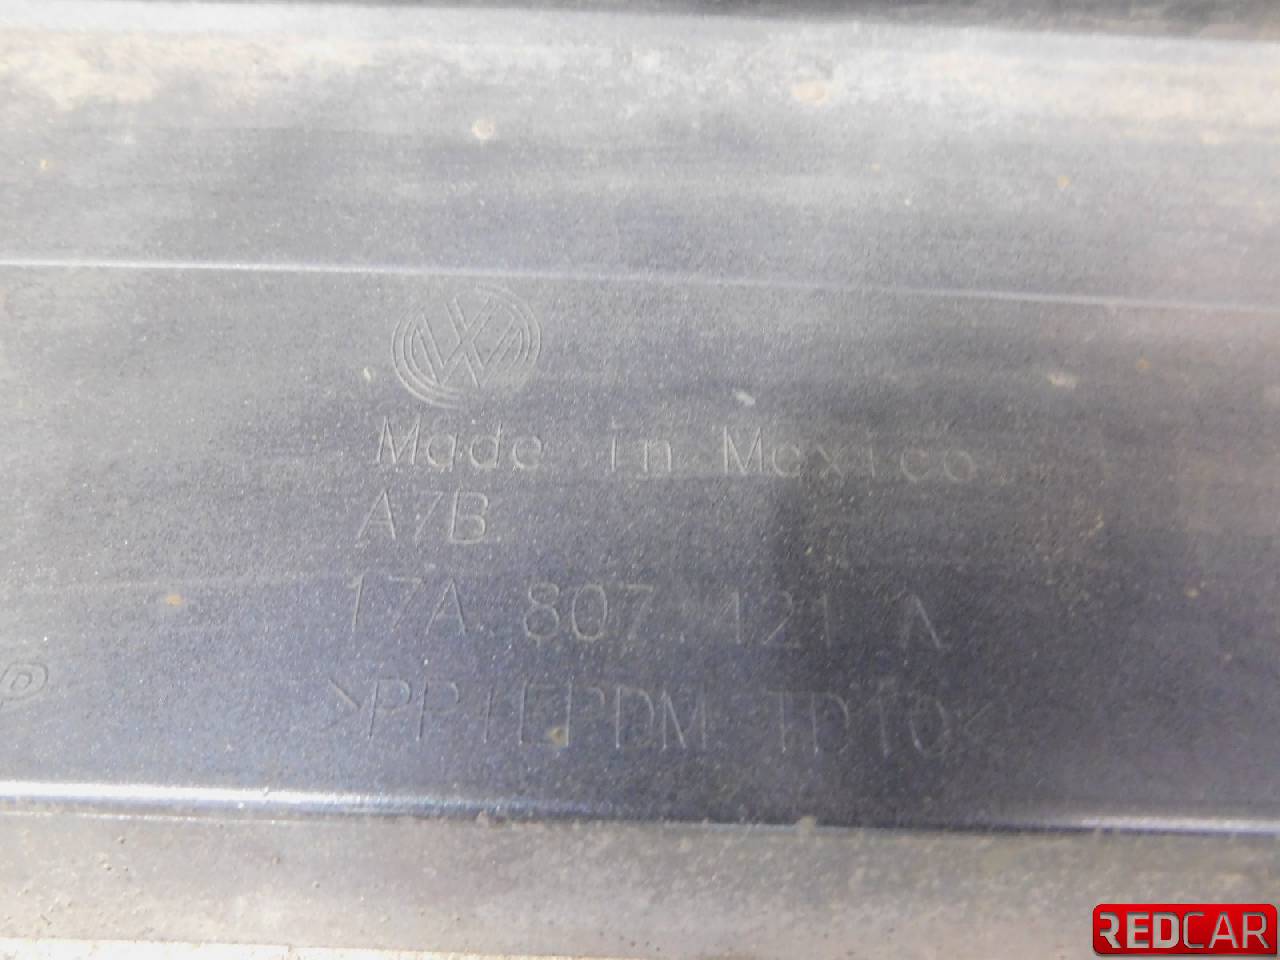 Made in Mexico
A7B
17A.807.421 A
>PP+EPDM TD10<
REDCAR